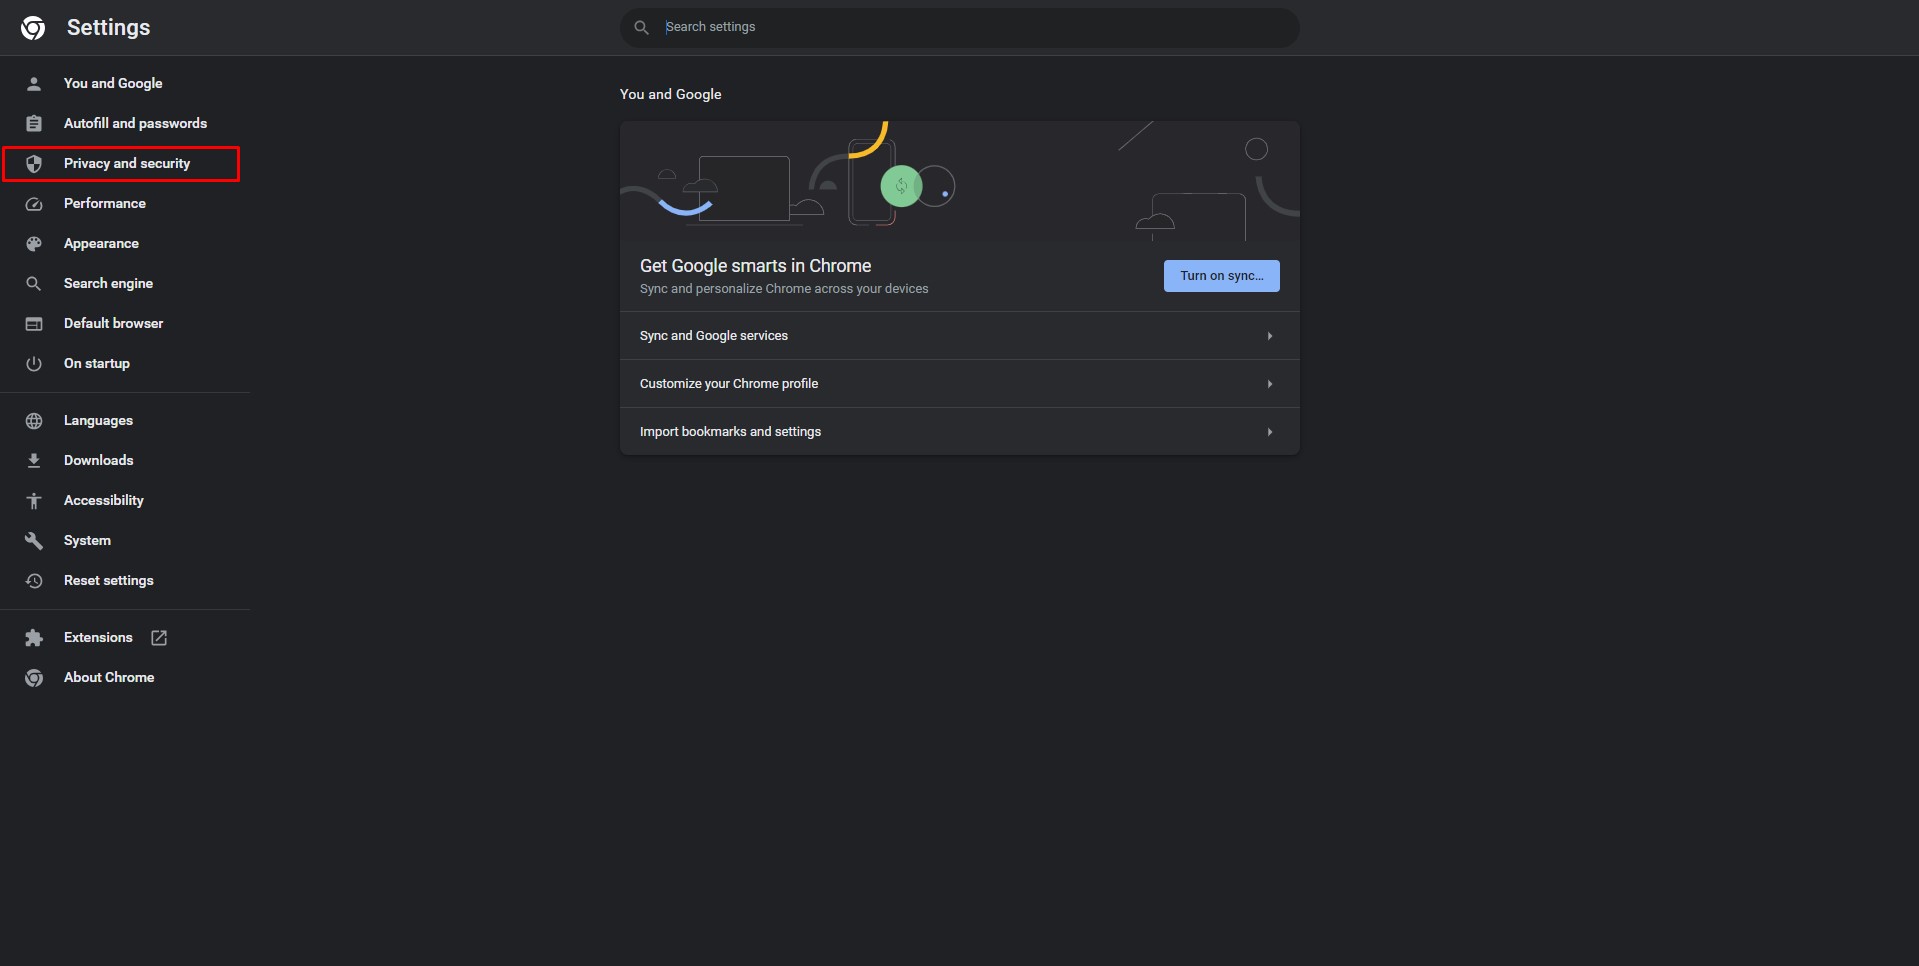 Settings
Search settings
You and Google
Autofill and passwords
Privacy and security
Performance
Appearance
Search engine
Default browser
On startup
Languages
Downloads
Accessibility
System
Reset settings
Extensions
About Chrome
You and Google
Get Google smarts in Chrome
Sync and personalize Chrome across your devices
Turn on sync...
Sync and Google services
Customize your Chrome profile
Import bookmarks and settings